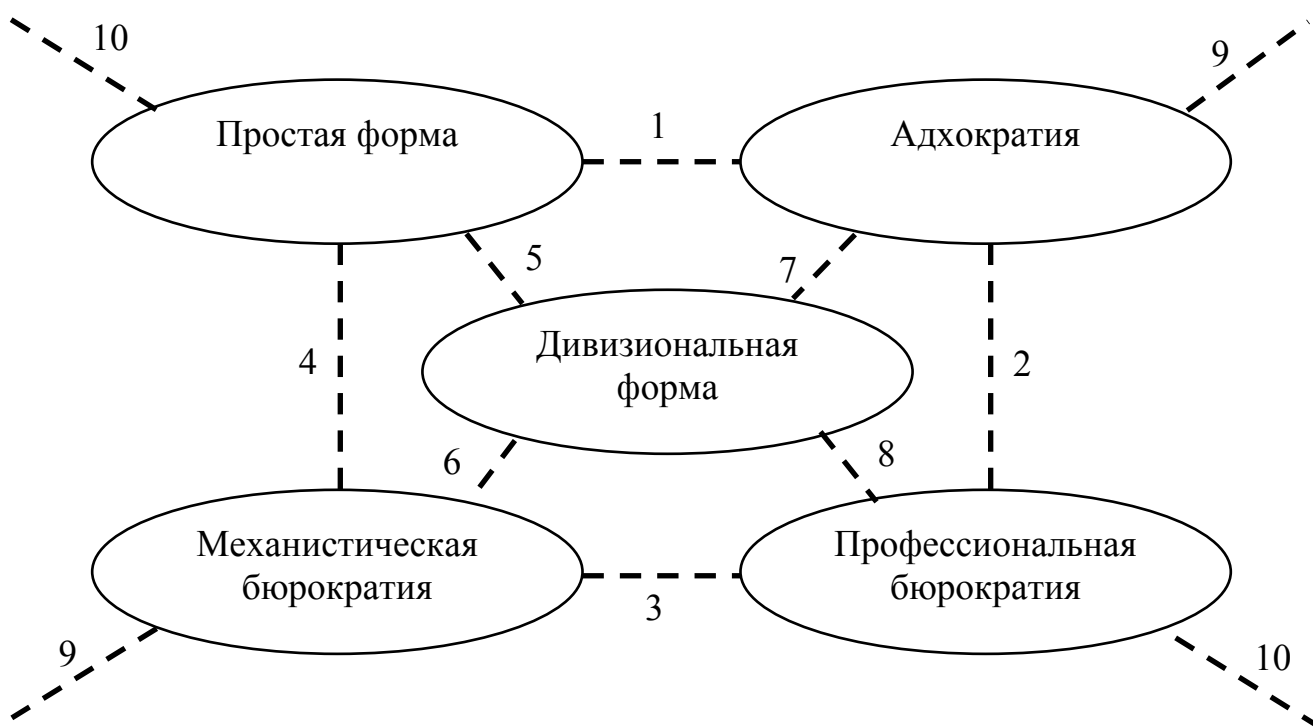 10
9
Простая форма
1
Адхократия
5
7
4
Дивизиональная
форма
2
6
8
Механистическая
бюрократия
3
Профессиональная
бюрократия
9
10